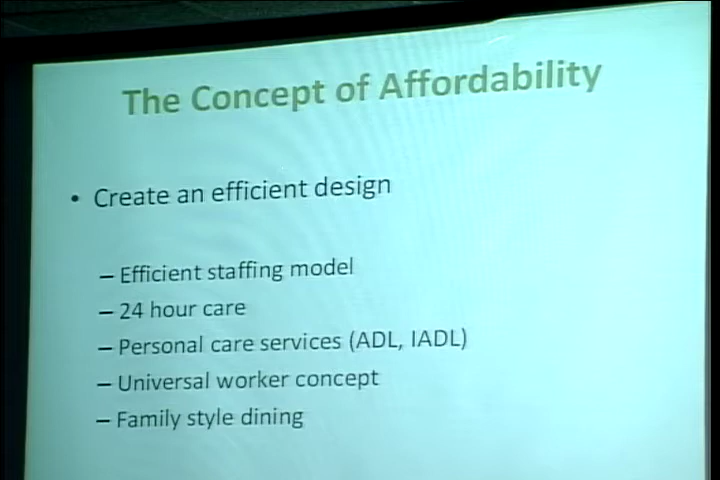 The Concept of Affordability
• Create an efficient design
– Efficient staffing model
– 24 hour care
– Personal care services (ADL, IADL)
– Universal worker concept
– Family style dining